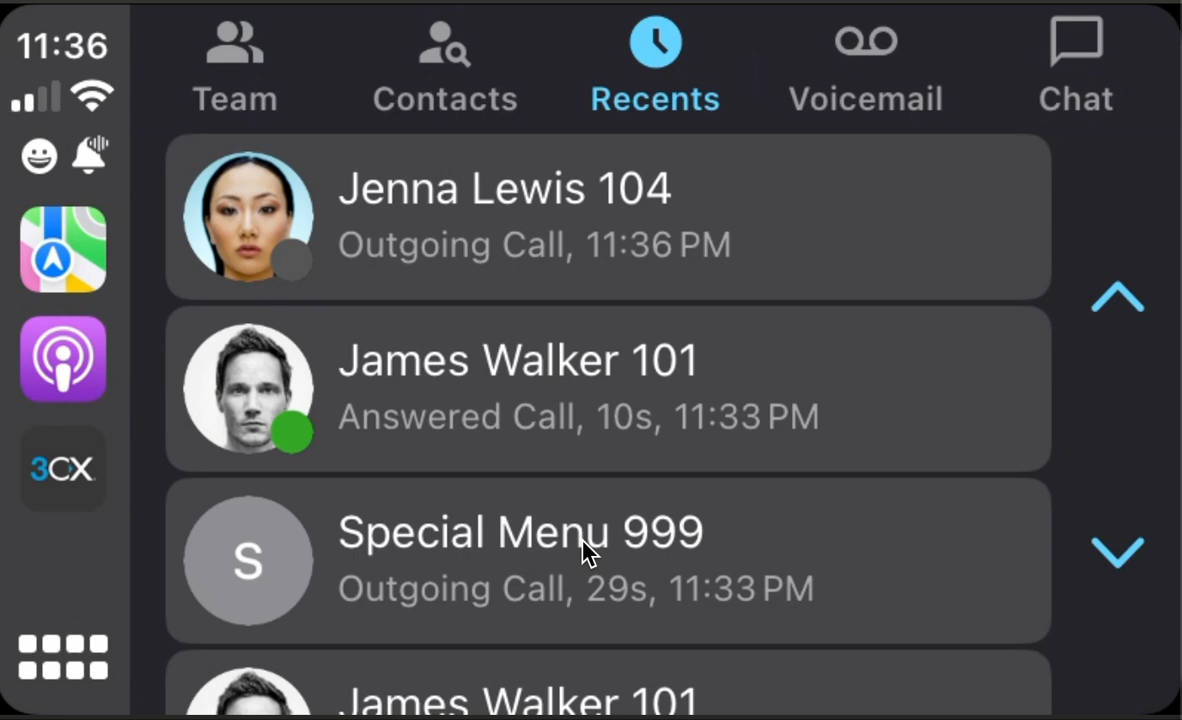 11:36
Team
Contacts
Recents
Voicemail
Chat
Jenna Lewis 104
Outgoing Call, 11:36 PM
James Walker 101
Answered Call, 10s, 11:33 PM
3CX
S
Special Menu 999
Outgoing Call, 29s, 11:33 PM
James Walker 101